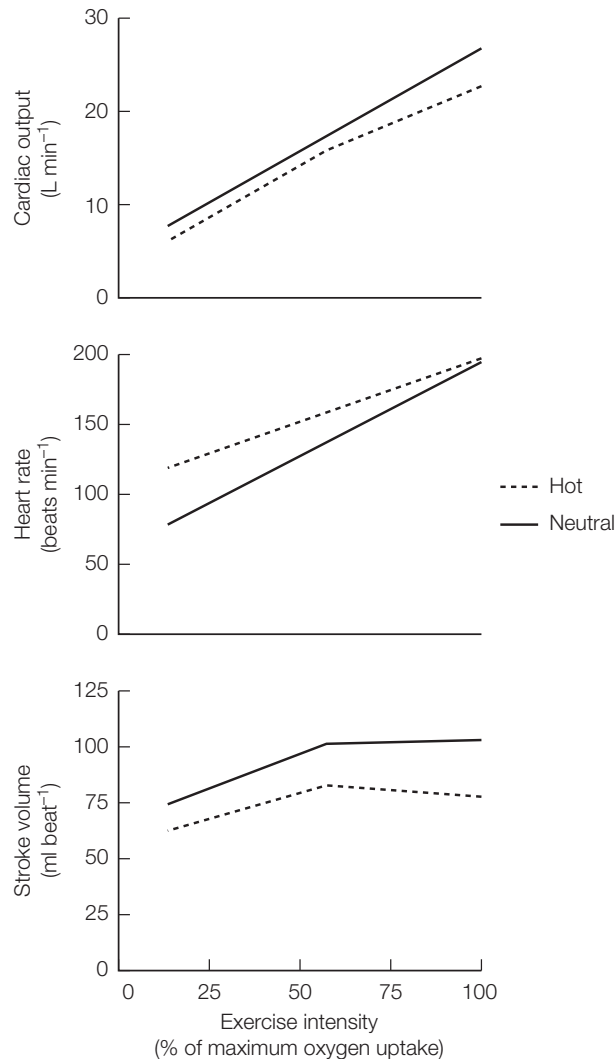 30
20
10
0
Cardiac output
(L min⁻¹)
200
150
100
50
0
Heart rate
(beats min⁻¹)
Hot
Neutral
125
100
75
50
25
0
Stroke volume
(ml beat⁻¹)
0 25 50 75 100
Exercise intensity
(% of maximum oxygen uptake)